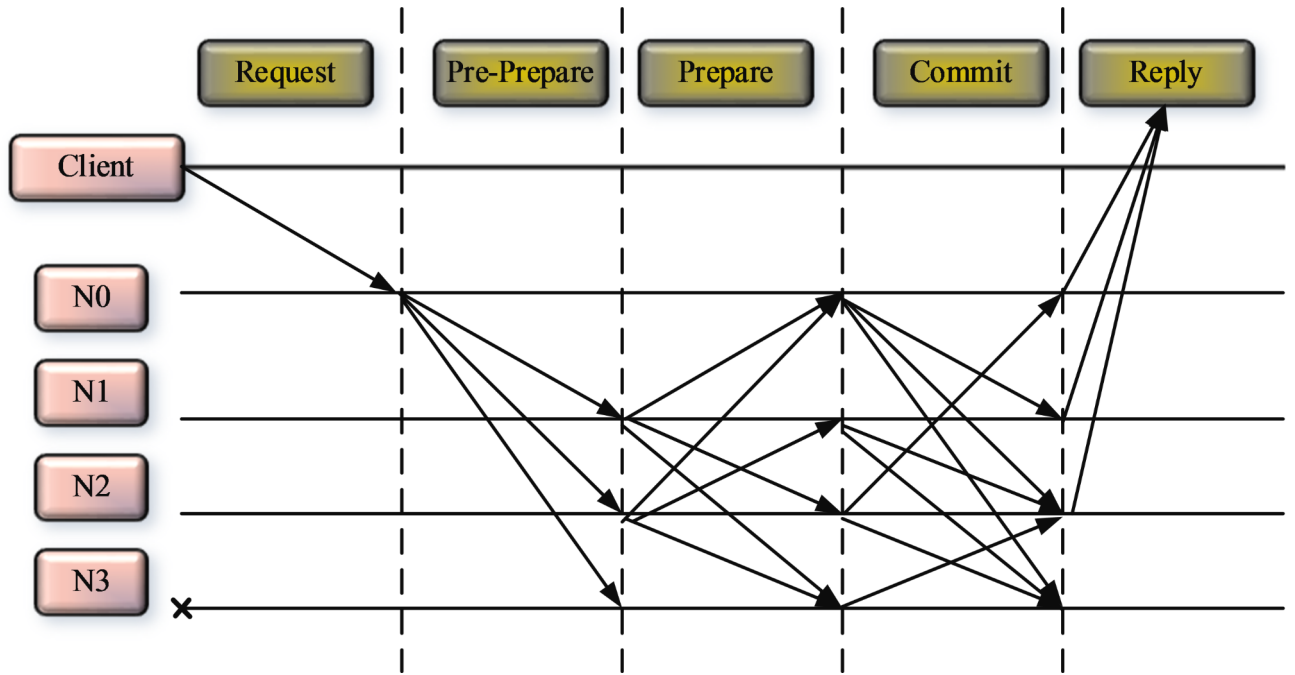 Request
Pre-Prepare
Prepare
Commit
Reply
Client
N0
N1
N2
N3